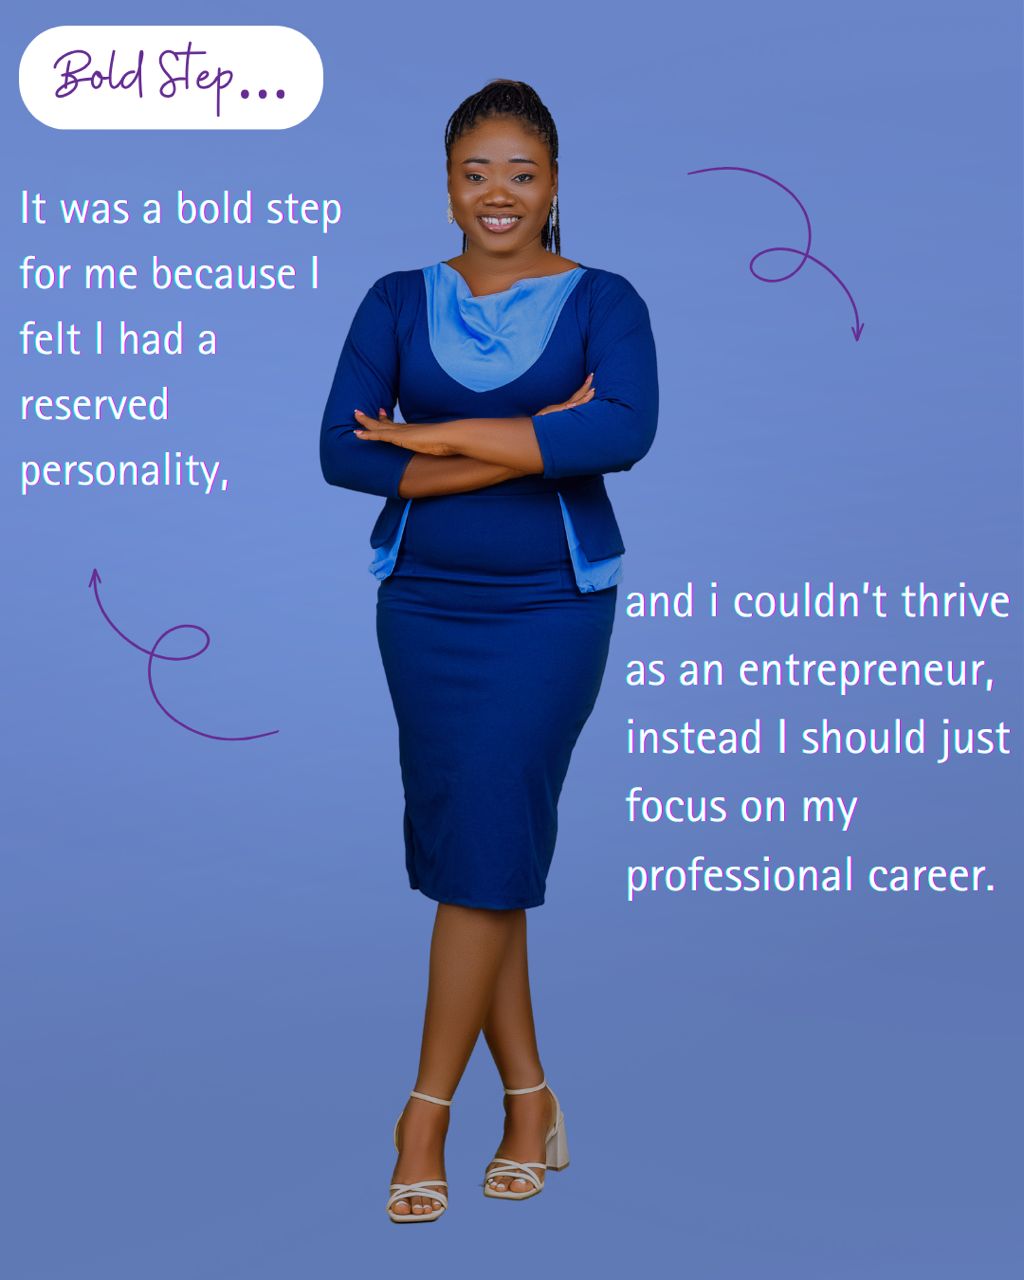 Bold Step...
It was a bold step
for me because I
felt I had a
reserved
personality,
and i couldn't thrive
as an entrepreneur,
instead I should just
focus on my
professional career.